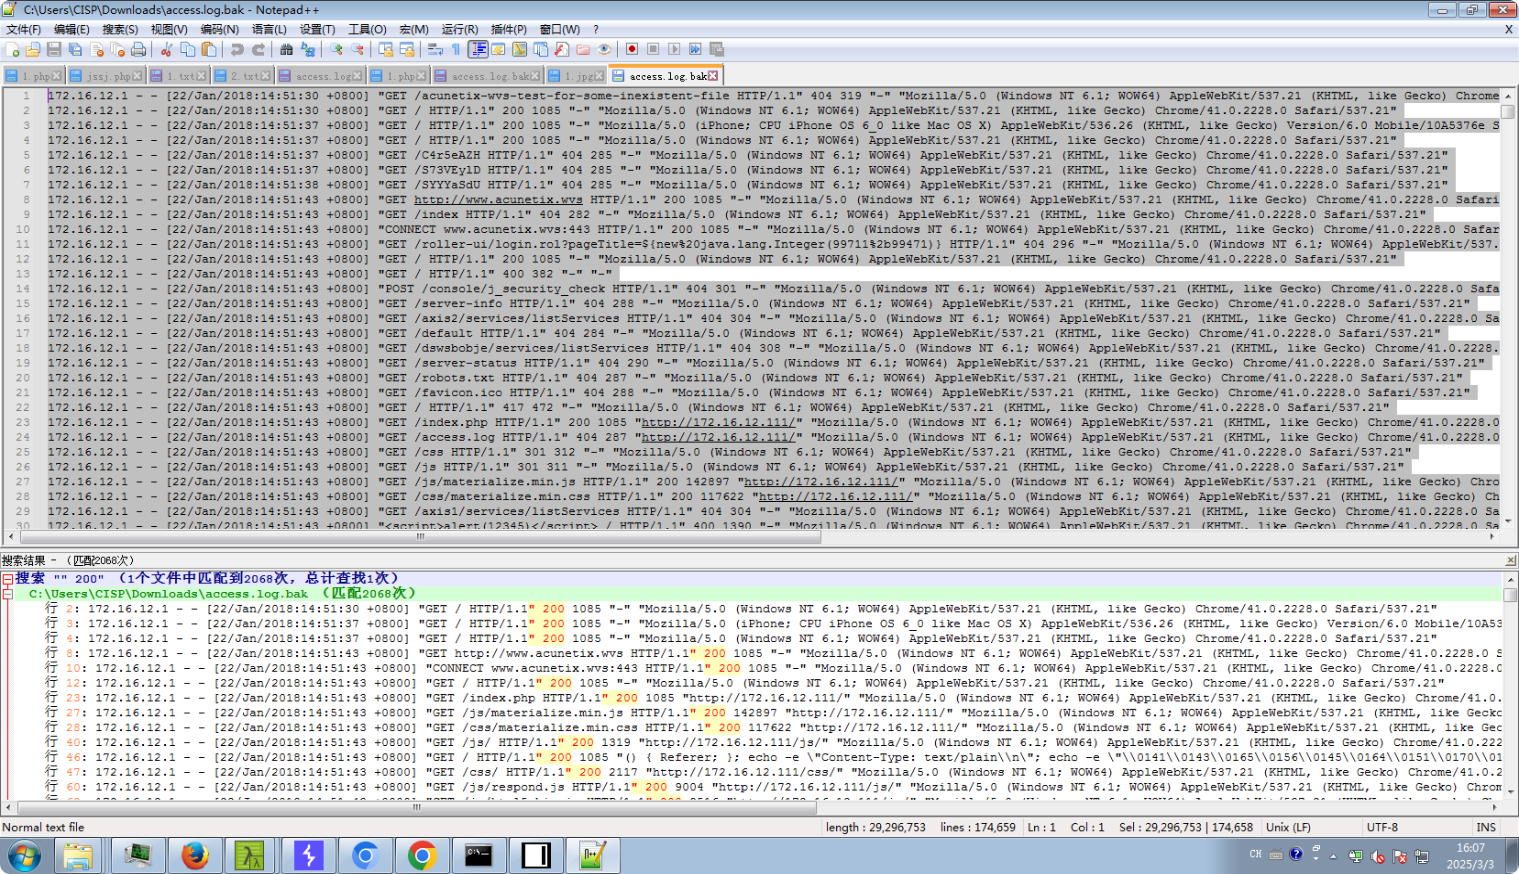 C:\Users\CISP\Downloads\access.log.bak - Notepad++
文件(F) 编辑(E) 搜索(S) 视图(V) 编码(N) 语言(L) 设置(T) 工具(O) 宏(M) 运行(R) 插件(P) 窗口(W) ? X
1.php jssj.php 1.txt 2.txt access.log 1.php access.log.bak 1.jpg access.log.bak
1 172.16.12.1 - - [22/Jan/2018:14:51:30 +0800] "GET /acunetix-wvs-test-for-some-inexistent-file HTTP/1.1" 404 319 "-" "Mozilla/5.0 (Windows NT 6.1; WOW64) AppleWebKit/537.21 (KHTML, like Gecko) Chrome
2 172.16.12.1 - - [22/Jan/2018:14:51:30 +0800] "GET / HTTP/1.1" 200 1085 "-" "Mozilla/5.0 (Windows NT 6.1; WOW64) AppleWebKit/537.21 (KHTML, like Gecko) Chrome/41.0.2228.0 Safari/537.21"
3 172.16.12.1 - - [22/Jan/2018:14:51:37 +0800] "GET / HTTP/1.1" 200 1085 "-" "Mozilla/5.0 (iPhone; CPU iPhone OS 6_0 like Mac OS X) AppleWebKit/536.26 (KHTML, like Gecko) Version/6.0 Mobile/10A5376e S
4 172.16.12.1 - - [22/Jan/2018:14:51:37 +0800] "GET / HTTP/1.1" 200 1085 "-" "Mozilla/5.0 (Windows NT 6.1; WOW64) AppleWebKit/537.21 (KHTML, like Gecko) Chrome/41.0.2228.0 Safari/537.21"
5 172.16.12.1 - - [22/Jan/2018:14:51:37 +0800] "GET /C4r5eAZH HTTP/1.1" 404 285 "-" "Mozilla/5.0 (Windows NT 6.1; WOW64) AppleWebKit/537.21 (KHTML, like Gecko) Chrome/41.0.2228.0 Safari/537.21"
6 172.16.12.1 - - [22/Jan/2018:14:51:37 +0800] "GET /S73VEylD HTTP/1.1" 404 285 "-" "Mozilla/5.0 (Windows NT 6.1; WOW64) AppleWebKit/537.21 (KHTML, like Gecko) Chrome/41.0.2228.0 Safari/537.21"
7 172.16.12.1 - - [22/Jan/2018:14:51:38 +0800] "GET /SYYYaSdU HTTP/1.1" 404 285 "-" "Mozilla/5.0 (Windows NT 6.1; WOW64) AppleWebKit/537.21 (KHTML, like Gecko) Chrome/41.0.2228.0 Safari/537.21"
8 172.16.12.1 - - [22/Jan/2018:14:51:43 +0800] "GET http://www.acunetix.wvs HTTP/1.1" 200 1085 "-" "Mozilla/5.0 (Windows NT 6.1; WOW64) AppleWebKit/537.21 (KHTML, like Gecko) Chrome/41.0.2228.0 Safari
9 172.16.12.1 - - [22/Jan/2018:14:51:43 +0800] "GET /index HTTP/1.1" 404 282 "-" "Mozilla/5.0 (Windows NT 6.1; WOW64) AppleWebKit/537.21 (KHTML, like Gecko) Chrome/41.0.2228.0 Safari/537.21"
10 172.16.12.1 - - [22/Jan/2018:14:51:43 +0800] "CONNECT www.acunetix.wvs:443 HTTP/1.1" 200 1085 "-" "Mozilla/5.0 (Windows NT 6.1; WOW64) AppleWebKit/537.21 (KHTML, like Gecko) Chrome/41.0.2228.0 Safar
11 172.16.12.1 - - [22/Jan/2018:14:51:43 +0800] "GET /roller-ui/login.rol?pageTitle=${new%20java.lang.Integer(99711%2b99471)} HTTP/1.1" 404 296 "-" "Mozilla/5.0 (Windows NT 6.1; WOW64) AppleWebKit/537.
12 172.16.12.1 - - [22/Jan/2018:14:51:43 +0800] "GET / HTTP/1.1" 200 1085 "-" "Mozilla/5.0 (Windows NT 6.1; WOW64) AppleWebKit/537.21 (KHTML, like Gecko) Chrome/41.0.2228.0 Safari/537.21"
13 172.16.12.1 - - [22/Jan/2018:14:51:43 +0800] "GET / HTTP/1.1" 400 382 "-" "-"
14 172.16.12.1 - - [22/Jan/2018:14:51:43 +0800] "POST /console/j_security_check HTTP/1.1" 404 301 "-" "Mozilla/5.0 (Windows NT 6.1; WOW64) AppleWebKit/537.21 (KHTML, like Gecko) Chrome/41.0.2228.0 Saf
15 172.16.12.1 - - [22/Jan/2018:14:51:43 +0800] "GET /server-info HTTP/1.1" 404 288 "-" "Mozilla/5.0 (Windows NT 6.1; WOW64) AppleWebKit/537.21 (KHTML, like Gecko) Chrome/41.0.2228.0 Safari/537.21"
16 172.16.12.1 - - [22/Jan/2018:14:51:43 +0800] "GET /axis2/services/listServices HTTP/1.1" 404 304 "-" "Mozilla/5.0 (Windows NT 6.1; WOW64) AppleWebKit/537.21 (KHTML, like Gecko) Chrome/41.0.2228.0 Sa
17 172.16.12.1 - - [22/Jan/2018:14:51:43 +0800] "GET /default HTTP/1.1" 404 284 "-" "Mozilla/5.0 (Windows NT 6.1; WOW64) AppleWebKit/537.21 (KHTML, like Gecko) Chrome/41.0.2228.0 Safari/537.21"
18 172.16.12.1 - - [22/Jan/2018:14:51:43 +0800] "GET /dswsbobje/services/listServices HTTP/1.1" 404 308 "-" "Mozilla/5.0 (Windows NT 6.1; WOW64) AppleWebKit/537.21 (KHTML, like Gecko) Chrome/41.0.2228.
19 172.16.12.1 - - [22/Jan/2018:14:51:43 +0800] "GET /server-status HTTP/1.1" 404 290 "-" "Mozilla/5.0 (Windows NT 6.1; WOW64) AppleWebKit/537.21 (KHTML, like Gecko) Chrome/41.0.2228.0 Safari/537.21"
20 172.16.12.1 - - [22/Jan/2018:14:51:43 +0800] "GET /robots.txt HTTP/1.1" 404 287 "-" "Mozilla/5.0 (Windows NT 6.1; WOW64) AppleWebKit/537.21 (KHTML, like Gecko) Chrome/41.0.2228.0 Safari/537.21"
21 172.16.12.1 - - [22/Jan/2018:14:51:43 +0800] "GET /favicon.ico HTTP/1.1" 404 288 "-" "Mozilla/5.0 (Windows NT 6.1; WOW64) AppleWebKit/537.21 (KHTML, like Gecko) Chrome/41.0.2228.0 Safari/537.21"
22 172.16.12.1 - - [22/Jan/2018:14:51:43 +0800] "GET / HTTP/1.1" 417 472 "-" "Mozilla/5.0 (Windows NT 6.1; WOW64) AppleWebKit/537.21 (KHTML, like Gecko) Chrome/41.0.2228.0 Safari/537.21"
23 172.16.12.1 - - [22/Jan/2018:14:51:43 +0800] "GET /index.php HTTP/1.1" 200 1085 "http://172.16.12.111/" "Mozilla/5.0 (Windows NT 6.1; WOW64) AppleWebKit/537.21 (KHTML, like Gecko) Chrome/41.0.2228.0
24 172.16.12.1 - - [22/Jan/2018:14:51:43 +0800] "GET /access.log HTTP/1.1" 404 287 "http://172.16.12.111/" "Mozilla/5.0 (Windows NT 6.1; WOW64) AppleWebKit/537.21 (KHTML, like Gecko) Chrome/41.0.2228.0
25 172.16.12.1 - - [22/Jan/2018:14:51:43 +0800] "GET /css HTTP/1.1" 301 312 "-" "Mozilla/5.0 (Windows NT 6.1; WOW64) AppleWebKit/537.21 (KHTML, like Gecko) Chrome/41.0.2228.0 Safari/537.21"
26 172.16.12.1 - - [22/Jan/2018:14:51:43 +0800] "GET /js HTTP/1.1" 301 311 "-" "Mozilla/5.0 (Windows NT 6.1; WOW64) AppleWebKit/537.21 (KHTML, like Gecko) Chrome/41.0.2228.0 Safari/537.21"
27 172.16.12.1 - - [22/Jan/2018:14:51:43 +0800] "GET /js/materialize.min.js HTTP/1.1" 200 142897 "http://172.16.12.111/" "Mozilla/5.0 (Windows NT 6.1; WOW64) AppleWebKit/537.21 (KHTML, like Gecko) Chro
28 172.16.12.1 - - [22/Jan/2018:14:51:43 +0800] "GET /css/materialize.min.css HTTP/1.1" 200 117622 "http://172.16.12.111/" "Mozilla/5.0 (Windows NT 6.1; WOW64) AppleWebKit/537.21 (KHTML, like Gecko) Ch
29 172.16.12.1 - - [22/Jan/2018:14:51:43 +0800] "GET /axis1/services/listServices HTTP/1.1" 404 304 "-" "Mozilla/5.0 (Windows NT 6.1; WOW64) AppleWebKit/537.21 (KHTML, like Gecko) Chrome/41.0.2228.0 Sa
30 172.16.12.1 - - [22/Jan/2018:14:51:43 +0800] "<script>alert(12345)</script> / HTTP/1.1" 400 1390 "-" "Mozilla/5.0 (Windows NT 6.1; WOW64) AppleWebKit/537.21 (KHTML, like Gecko) Chrome/41.0.2228.0 Sa
搜索结果 - （匹配2068次）
搜索 "" 200" （1个文件中匹配到2068次，总计查找1次）
C:\Users\CISP\Downloads\access.log.bak （匹配2068次）
行 2: 172.16.12.1 - - [22/Jan/2018:14:51:30 +0800] "GET / HTTP/1.1" 200 1085 "-" "Mozilla/5.0 (Windows NT 6.1; WOW64) AppleWebKit/537.21 (KHTML, like Gecko) Chrome/41.0.2228.0 Safari/537.21"
行 3: 172.16.12.1 - - [22/Jan/2018:14:51:37 +0800] "GET / HTTP/1.1" 200 1085 "-" "Mozilla/5.0 (iPhone; CPU iPhone OS 6_0 like Mac OS X) AppleWebKit/536.26 (KHTML, like Gecko) Version/6.0 Mobile/10A53
行 4: 172.16.12.1 - - [22/Jan/2018:14:51:37 +0800] "GET / HTTP/1.1" 200 1085 "-" "Mozilla/5.0 (Windows NT 6.1; WOW64) AppleWebKit/537.21 (KHTML, like Gecko) Chrome/41.0.2228.0 Safari/537.21"
行 8: 172.16.12.1 - - [22/Jan/2018:14:51:43 +0800] "GET http://www.acunetix.wvs HTTP/1.1" 200 1085 "-" "Mozilla/5.0 (Windows NT 6.1; WOW64) AppleWebKit/537.21 (KHTML, like Gecko) Chrome/41.0.2228.0 S
行 10: 172.16.12.1 - - [22/Jan/2018:14:51:43 +0800] "CONNECT www.acunetix.wvs:443 HTTP/1.1" 200 1085 "-" "Mozilla/5.0 (Windows NT 6.1; WOW64) AppleWebKit/537.21 (KHTML, like Gecko) Chrome/41.0.2228.
行 12: 172.16.12.1 - - [22/Jan/2018:14:51:43 +0800] "GET / HTTP/1.1" 200 1085 "-" "Mozilla/5.0 (Windows NT 6.1; WOW64) AppleWebKit/537.21 (KHTML, like Gecko) Chrome/41.0.2228.0 Safari/537.21"
行 23: 172.16.12.1 - - [22/Jan/2018:14:51:43 +0800] "GET /index.php HTTP/1.1" 200 1085 "http://172.16.12.111/" "Mozilla/5.0 (Windows NT 6.1; WOW64) AppleWebKit/537.21 (KHTML, like Gecko) Chrome/41.0.
行 27: 172.16.12.1 - - [22/Jan/2018:14:51:43 +0800] "GET /js/materialize.min.js HTTP/1.1" 200 142897 "http://172.16.12.111/" "Mozilla/5.0 (Windows NT 6.1; WOW64) AppleWebKit/537.21 (KHTML, like Gecko
行 28: 172.16.12.1 - - [22/Jan/2018:14:51:43 +0800] "GET /css/materialize.min.css HTTP/1.1" 200 117622 "http://172.16.12.111/" "Mozilla/5.0 (Windows NT 6.1; WOW64) AppleWebKit/537.21 (KHTML, like Gec
行 40: 172.16.12.1 - - [22/Jan/2018:14:51:43 +0800] "GET /js/ HTTP/1.1" 200 1319 "http://172.16.12.111/js/" "Mozilla/5.0 (Windows NT 6.1; WOW64) AppleWebKit/537.21 (KHTML, like Gecko) Chrome/41.0.22
行 46: 172.16.12.1 - - [22/Jan/2018:14:51:43 +0800] "GET / HTTP/1.1" 200 1085 "() { Referer; }; echo -e \"Content-Type: text/plain\\n\"; echo -e \"\\0141\\0143\\0165\\0156\\0145\\0164\\0151\\0170\\01
行 47: 172.16.12.1 - - [22/Jan/2018:14:51:43 +0800] "GET /css/ HTTP/1.1" 200 2117 "http://172.16.12.111/css/" "Mozilla/5.0 (Windows NT 6.1; WOW64) AppleWebKit/537.21 (KHTML, like Gecko) Chrome/41.0.2
行 60: 172.16.12.1 - - [22/Jan/2018:14:51:43 +0800] "GET /js/respond.js HTTP/1.1" 200 9004 "http://172.16.12.111/js/" "Mozilla/5.0 (Windows NT 6.1; WOW64) AppleWebKit/537.21 (KHTML, like Gecko) Chrom
Normal text file length : 29,296,753 lines : 174,659 Ln : 1 Col : 1 Sel : 29,296,753 | 174,658 Unix (LF) UTF-8 INS
CH 16:07
2025/3/3